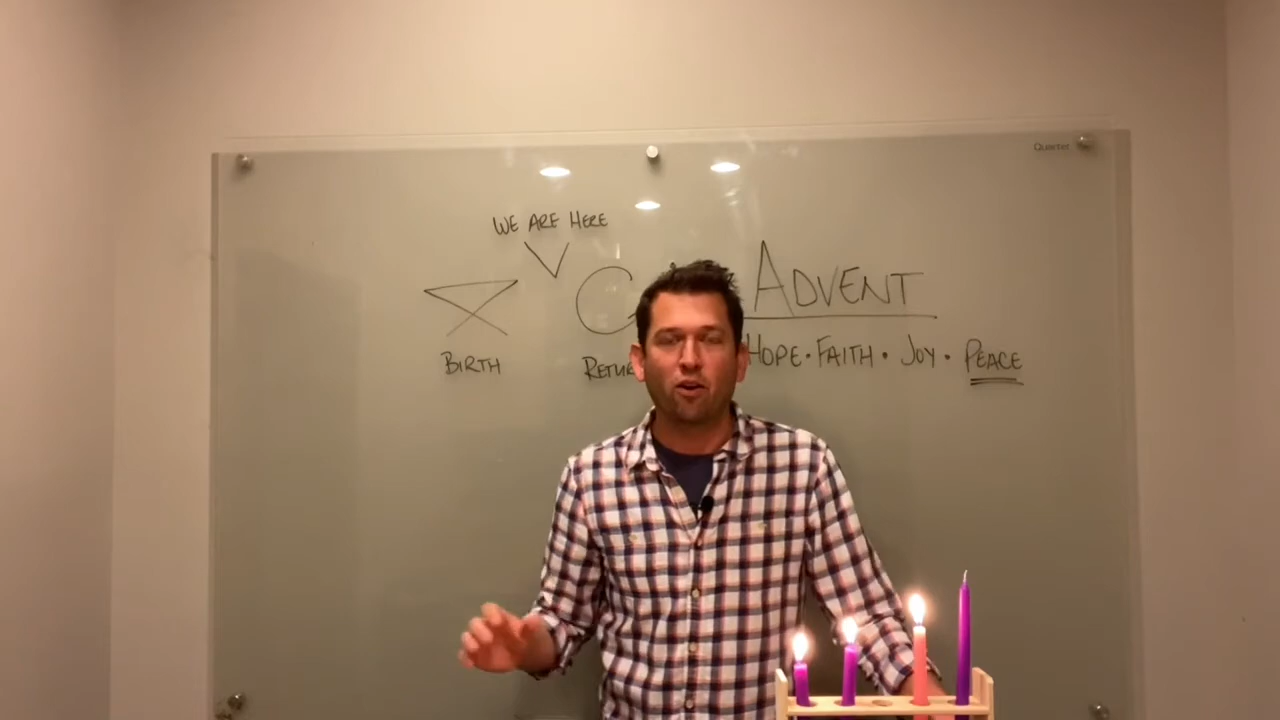 Quartet
WE ARE HERE
ADVENT
BIRTH
HOPE • FAITH • JOY • PEACE